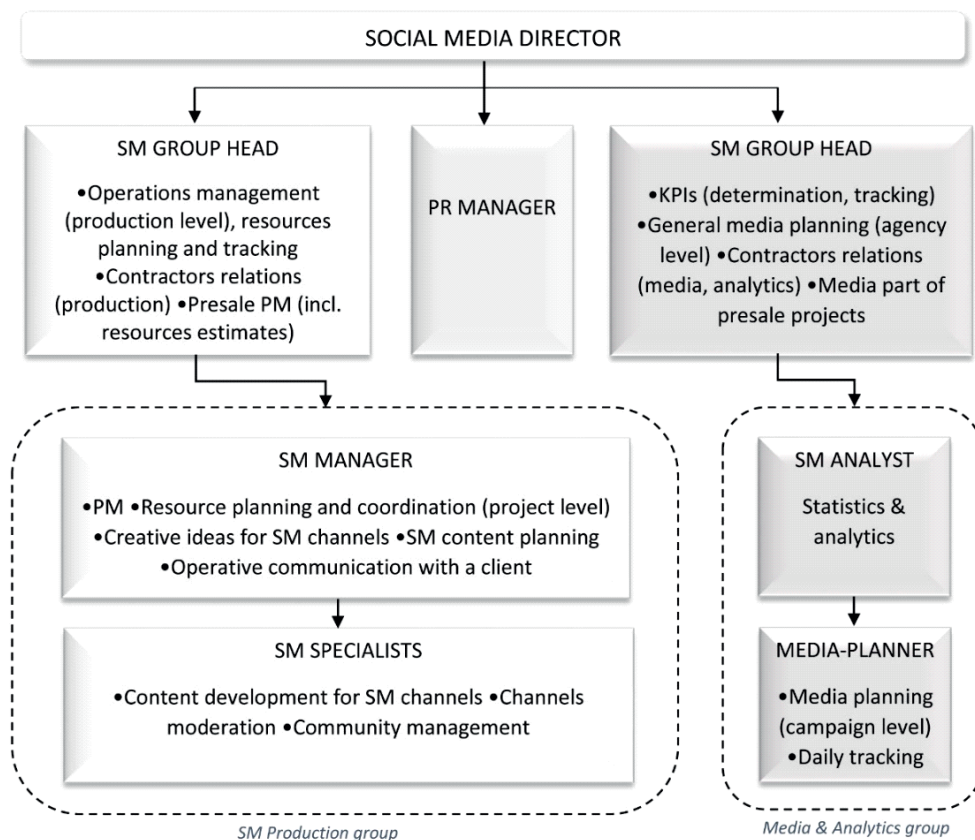 SOCIAL MEDIA DIRECTOR
SM GROUP HEAD
•Operations management
(production level), resources
planning and tracking
•Contractors relations
(production) •Presale PM (incl.
resources estimates)
PR MANAGER
SM GROUP HEAD
•KPIs (determination, tracking)
•General media planning (agency
level) •Contractors relations
(media, analytics) •Media part of
presale projects
SM MANAGER
•PM •Resource planning and coordination (project level)
•Creative ideas for SM channels •SM content planning
•Operative communication with a client
SM SPECIALISTS
•Content development for SM channels •Channels
moderation •Community management
SM Production group
SM ANALYST
Statistics &
analytics
MEDIA-PLANNER
•Media planning
(campaign level)
•Daily tracking
Media & Analytics group